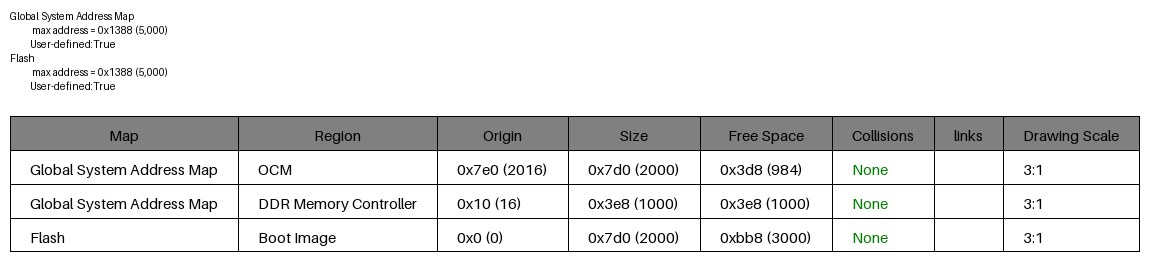 Global System Address Map
max address = 0x1388 (5,000)
User-defined:True
Flash
max address = 0x1388 (5,000)
User-defined:True
Map Region Origin Size Free Space Collisions links Drawing Scale
Global System Address Map OCM 0x7e0 (2016) 0x7d0 (2000) 0x3d8 (984) None 3:1
Global System Address Map DDR Memory Controller 0x10 (16) 0x3e8 (1000) 0x3e8 (1000) None 3:1
Flash Boot Image 0x0 (0) 0x7d0 (2000) 0xbb8 (3000) None 3:1